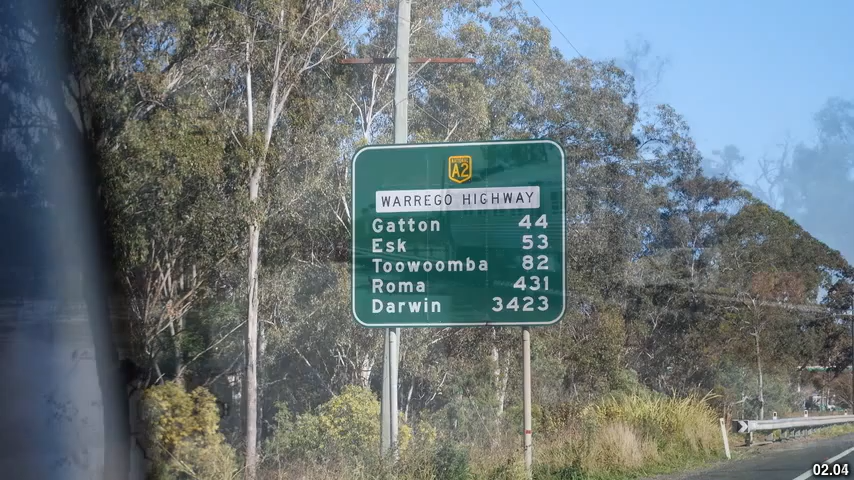 A2
WARREGO HIGHWAY
Gatton 44
Esk 53
Toowoomba 82
Roma 431
Darwin 3423
02.04